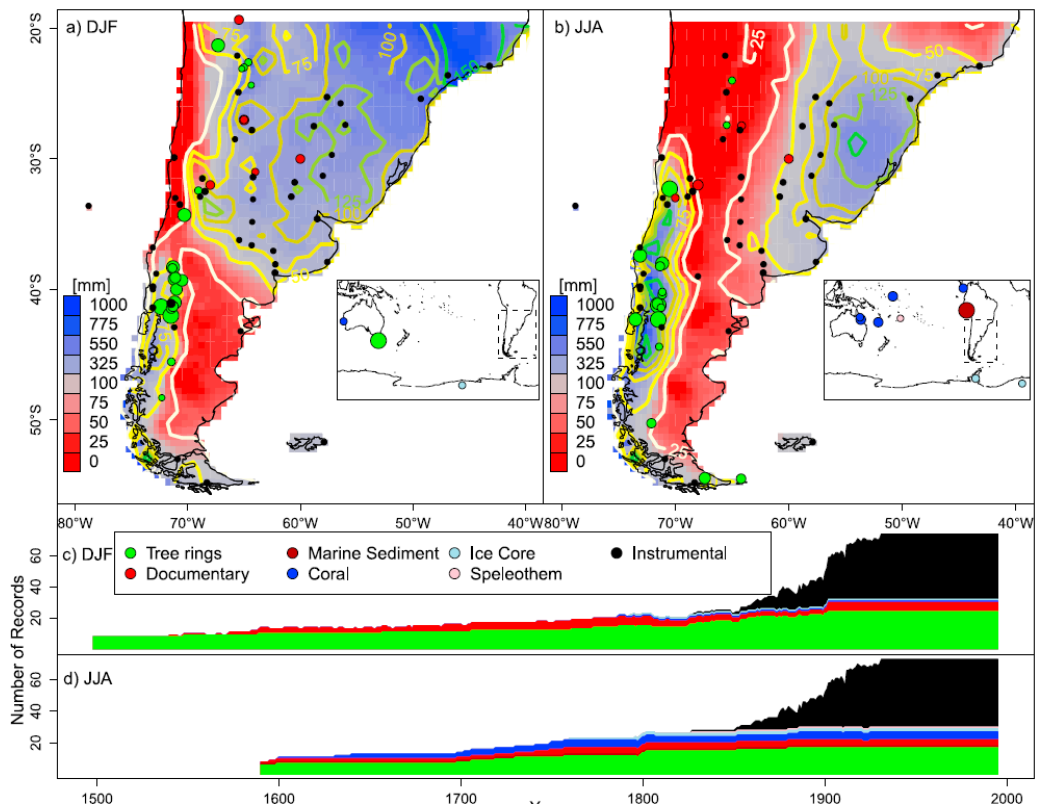 a) DJF
b) JJA
20°S
30°S
40°S
50°S
75
100
75
150
125
100
50
25
50
75
100
125
75
25
[mm]
1000
775
550
325
100
75
50
25
0
[mm]
1000
775
550
325
100
75
50
25
0
80°W 70°W 60°W 50°W 40°W
80°W 70°W 60°W 50°W 40°W
c) DJF
Tree rings
Marine Sediment
Ice Core
Instrumental
Documentary
Coral
Speleothem
60
40
20
Number of Records
d) JJA
60
40
20
1500 1600 1700 1800 1900 2000